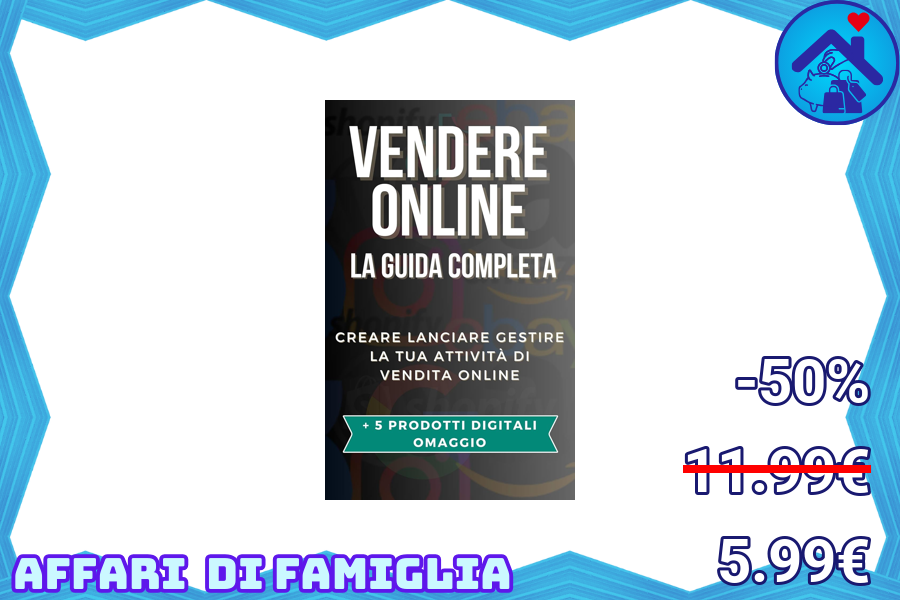 shopify
VENDERE
ONLINE
LA GUIDA COMPLETA
CREARE LANCIARE GESTIRE
LA TUA ATTIVITÀ DI
VENDITA ONLINE
+ 5 PRODOTTI DIGITALI
OMAGGIO
-50%
11.99€
5.99€
AFFARI DI FAMIGLIA